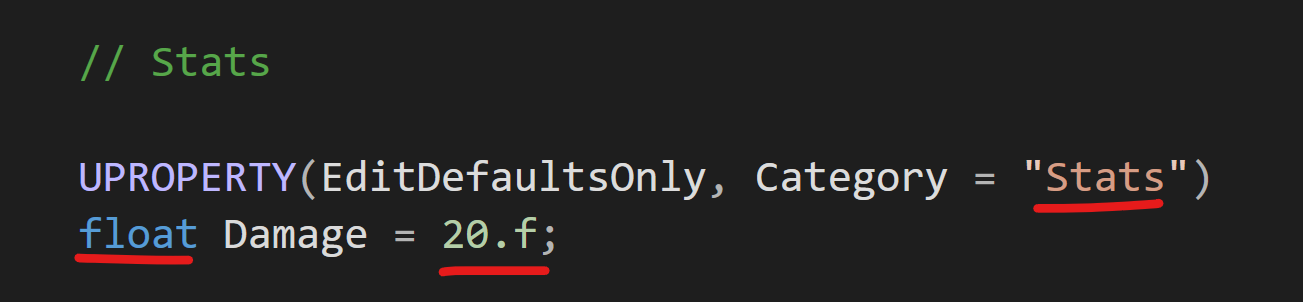 // Stats
UPROPERTY(EditDefaultsOnly, Category = "Stats")
float Damage = 20.f;